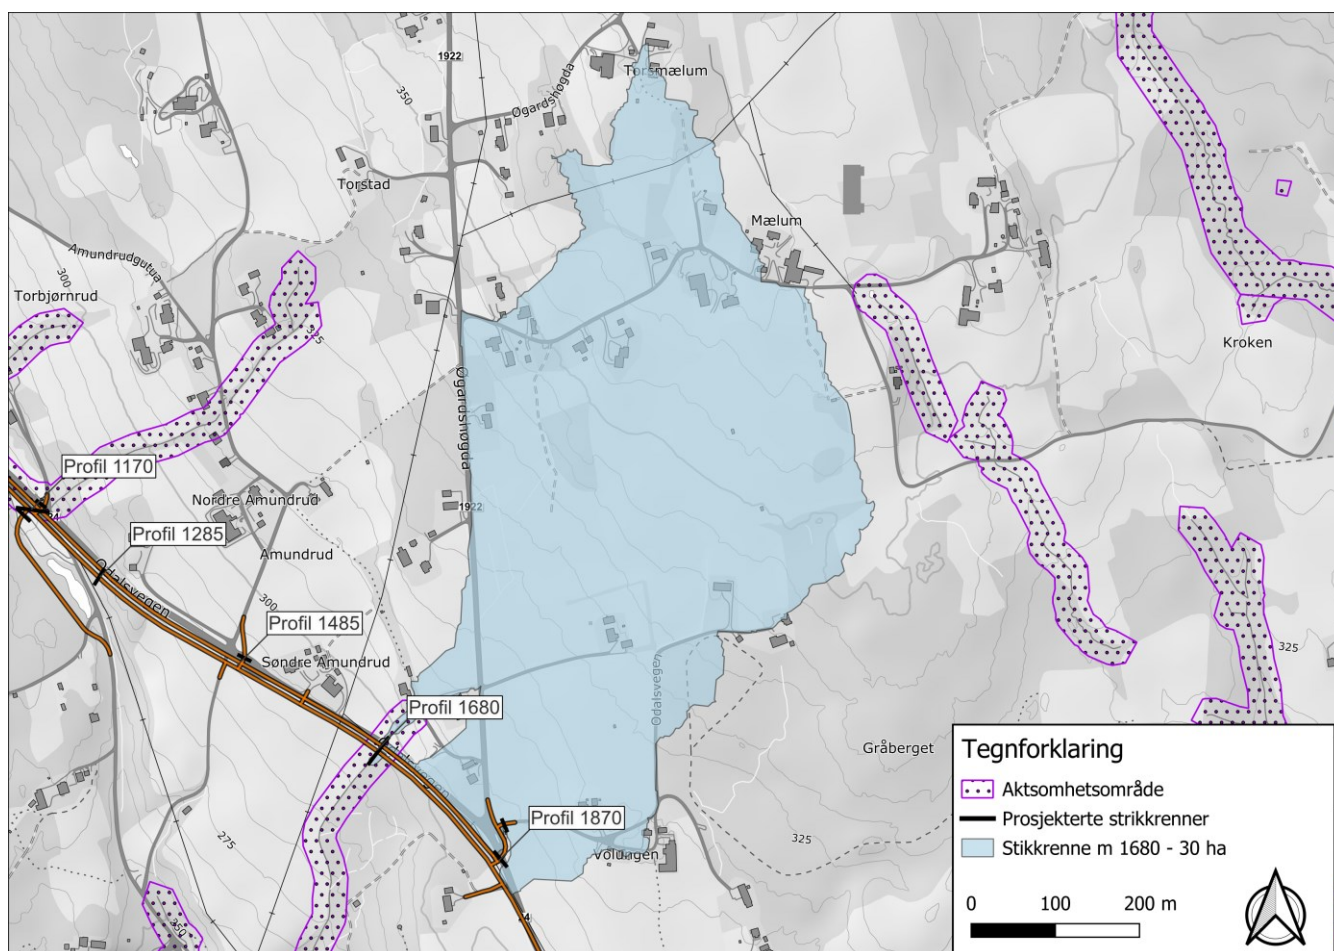 1922
350
Torsmælum
Øgardshøgda
Torstad
Mælum
Amundrudgutua
300
Torbjørnrud
325
Kroken
Øgardshøgda
Profil 1170
Nordre Amundrud
1922
Profil 1285
Amundrud
Odalsvegen
300
Profil 1485
Søndre Amundrud
325
Odalsvegen
Profil 1680
Gråberget
Profil 1870
275
325
Volungen
350
Tegnforklaring
Aktsomhetsområde
Prosjekterte strikkrenner
Stikkrenne m 1680 - 30 ha
0 100 200 m